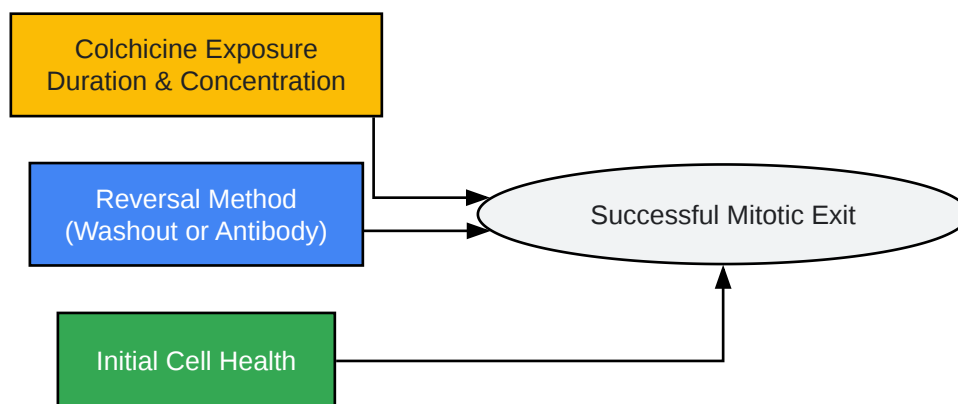 Colchicine Exposure
Duration & Concentration
Reversal Method
(Washout or Antibody)
Successful Mitotic Exit
Initial Cell Health